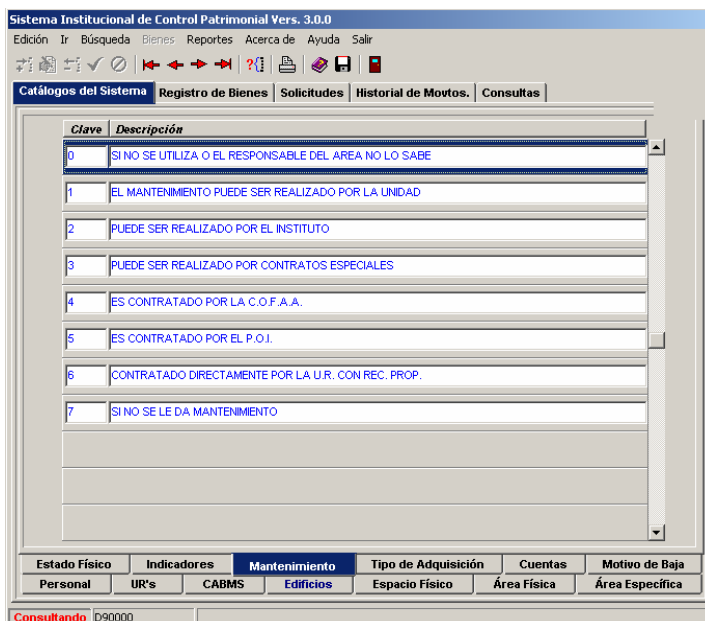 Sistema Institucional de Control Patrimonial Vers. 3.0.0
Edición Ir Búsqueda Bienes Reportes Acerca de Ayuda Salir
Catálogos del Sistema Registro de Bienes Solicitudes Historial de Movtos. Consultas
Clave Descripción
0 SI NO SE UTILIZA O EL RESPONSABLE DEL AREA NO LO SABE
1 EL MANTENIMIENTO PUEDE SER REALIZADO POR LA UNIDAD
2 PUEDE SER REALIZADO POR EL INSTITUTO
3 PUEDE SER REALIZADO POR CONTRATOS ESPECIALES
4 ES CONTRATADO POR LA C.O.F.A.A.
5 ES CONTRATADO POR EL P.O.I.
6 CONTRATADO DIRECTAMENTE POR LA U.R. CON REC. PROP.
7 SI NO SE LE DA MANTENIMIENTO
Estado Físico Indicadores Mantenimiento Tipo de Adquisición Cuentas Motivo de Baja
Personal UR's CABMS Edificios Espacio Físico Área Física Área Específica
Consultando D90000